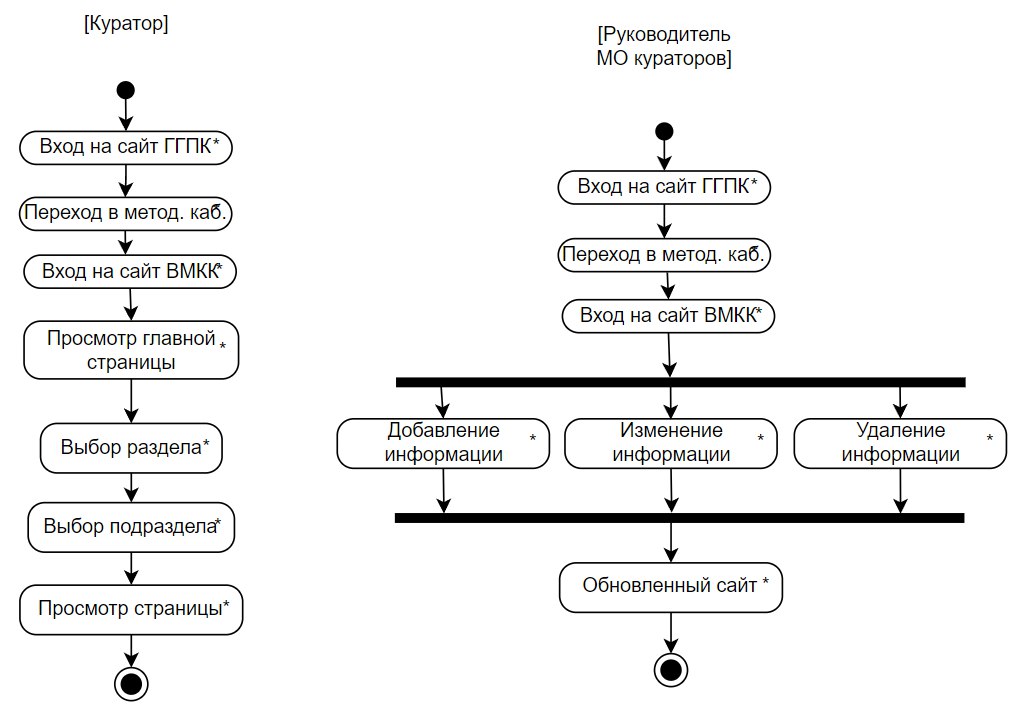 [Куратор]
Вход на сайт ГГПК*
Переход в метод. каб.*
Вход на сайт ВМКК*
Просмотр главной
страницы *
Выбор раздела*
Выбор подраздела*
Просмотр страницы*
[Руководитель
МО кураторов]
Вход на сайт ГГПК*
Переход в метод. каб.*
Вход на сайт ВМКК*
Добавление
информации *
Изменение
информации *
Удаление
информации *
Обновленный сайт *